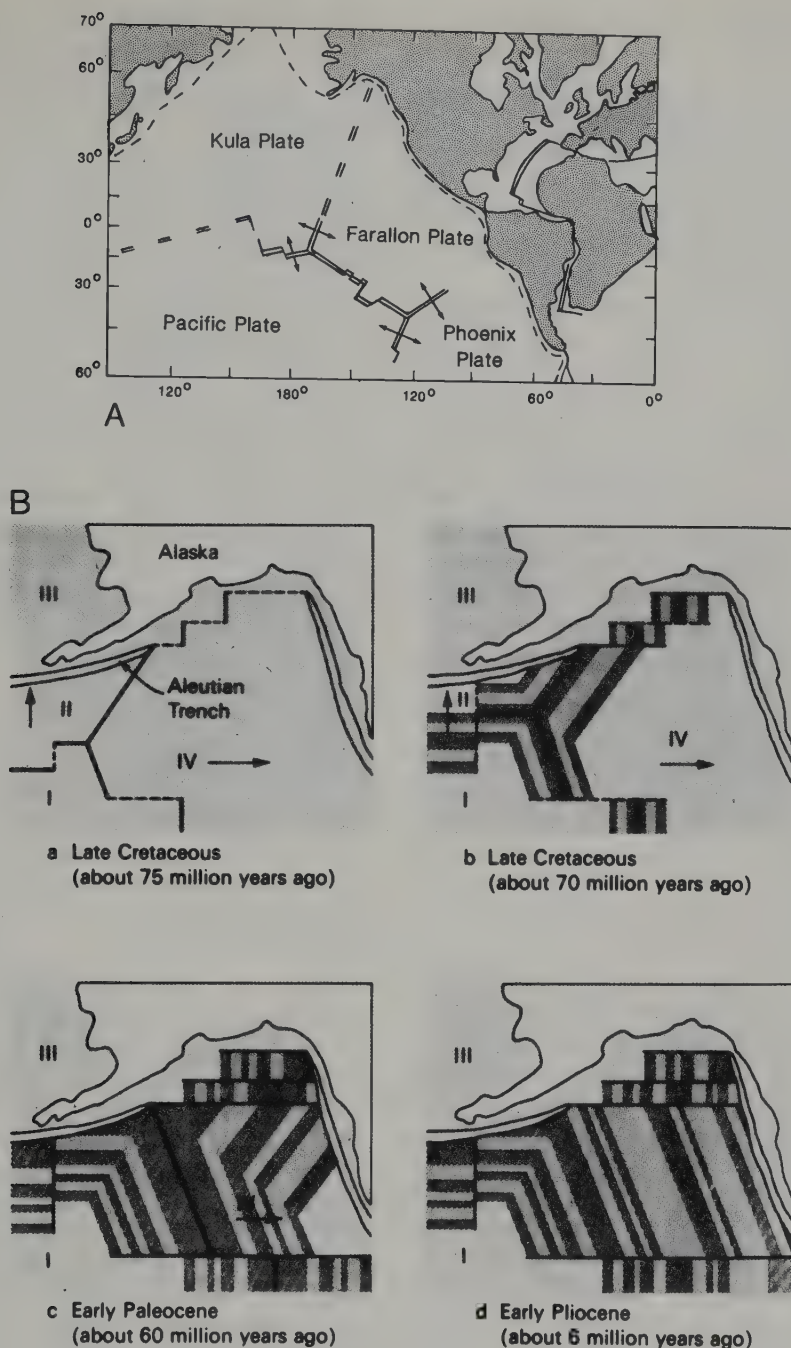 70°
60°
30°
0°
30°
60°
Kula Plate
Farallon Plate
Pacific Plate
Phoenix
Plate
120° 180° 120° 60° 0°
A
B
Alaska
III
Aleutian
Trench
II
IV
I
a Late Cretaceous
(about 75 million years ago)
III
II
IV
I
b Late Cretaceous
(about 70 million years ago)
III
I
c Early Paleocene
(about 60 million years ago)
III
I
d Early Pliocene
(about 6 million years ago)